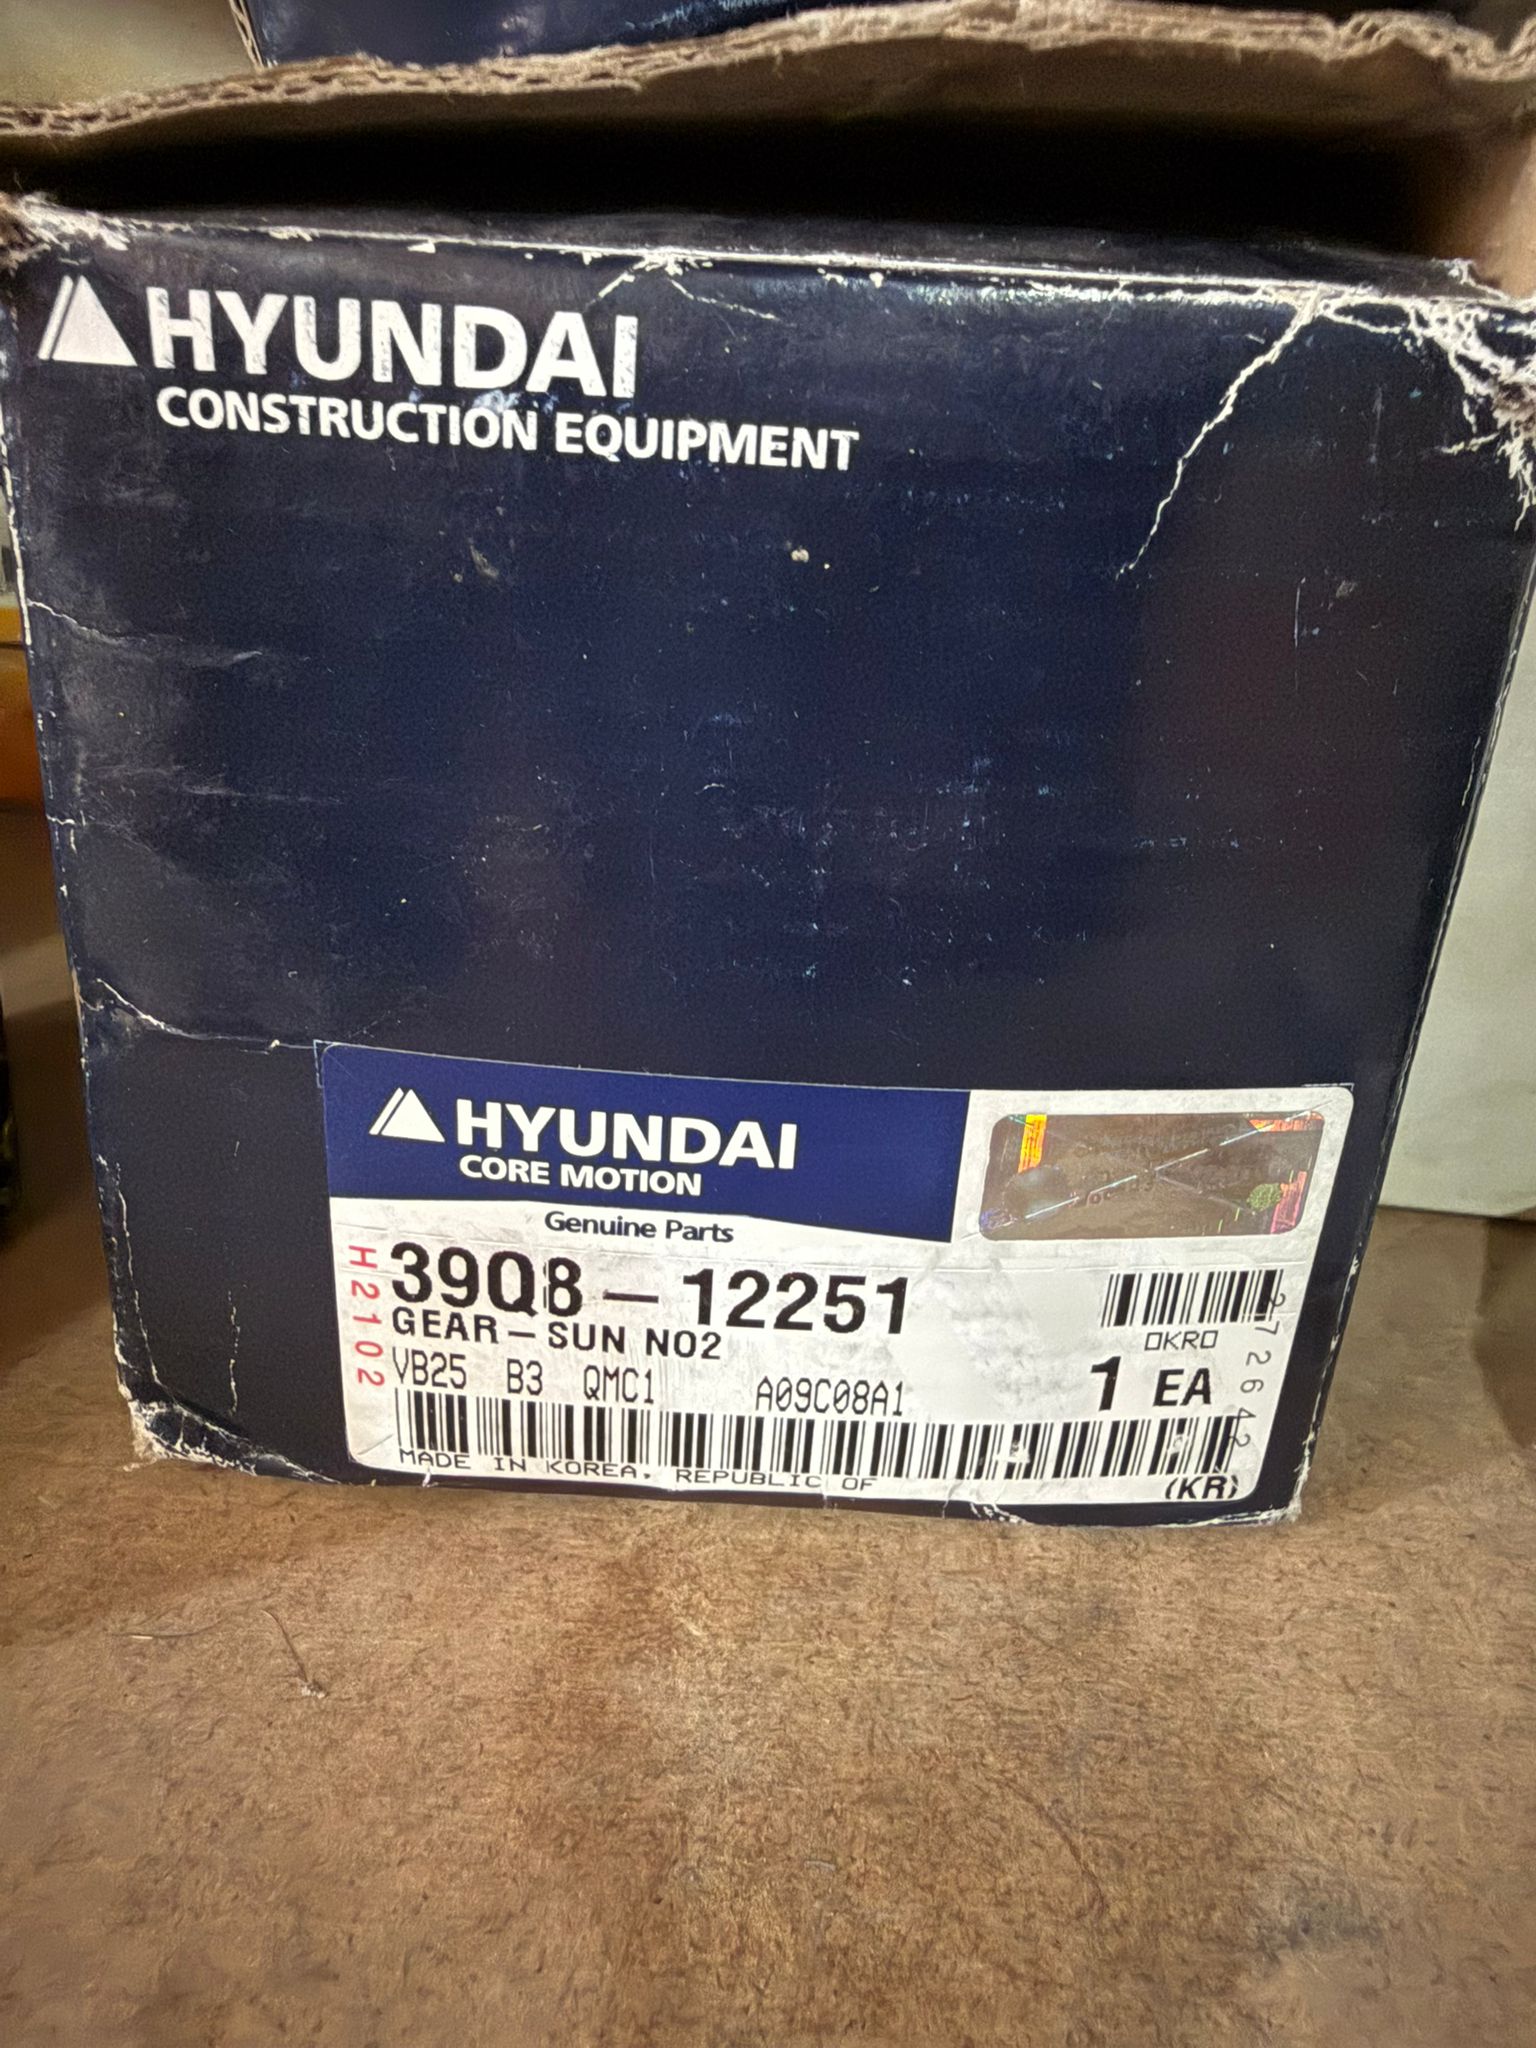 HYUNDAI
CONSTRUCTION EQUIPMENT
HYUNDAI
CORE MOTION
Genuine Parts
H2102
39Q8-12251
GEAR-SUN NO2
OKRO
VB25 B3 QMC1 A09C08A1
1 EA
272642
MADE IN KOREA, REPUBLIC OF
(KR)